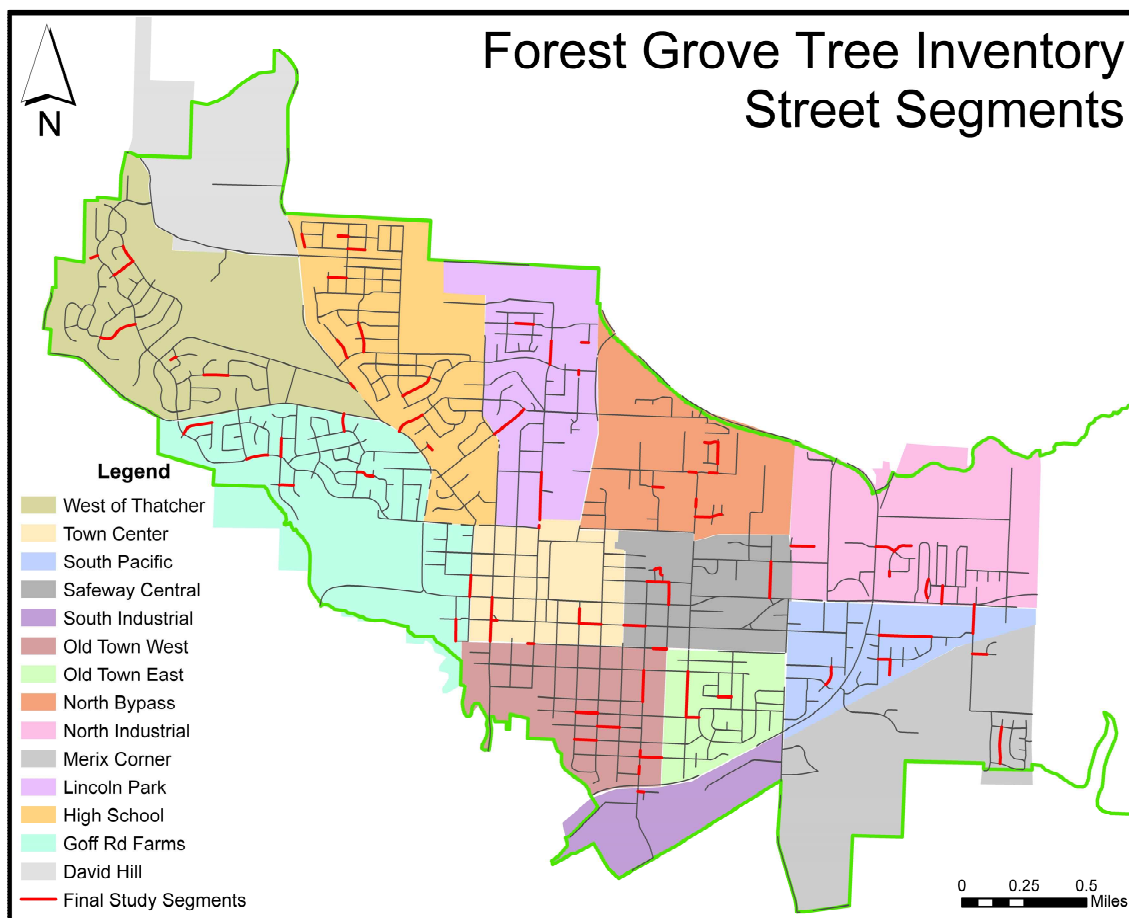 Forest Grove Tree Inventory
Street Segments
N
Legend
West of Thatcher
Town Center
South Pacific
Safeway Central
South Industrial
Old Town West
Old Town East
North Bypass
North Industrial
Merix Corner
Lincoln Park
High School
Goff Rd Farms
David Hill
Final Study Segments
0 0.25 0.5
Miles